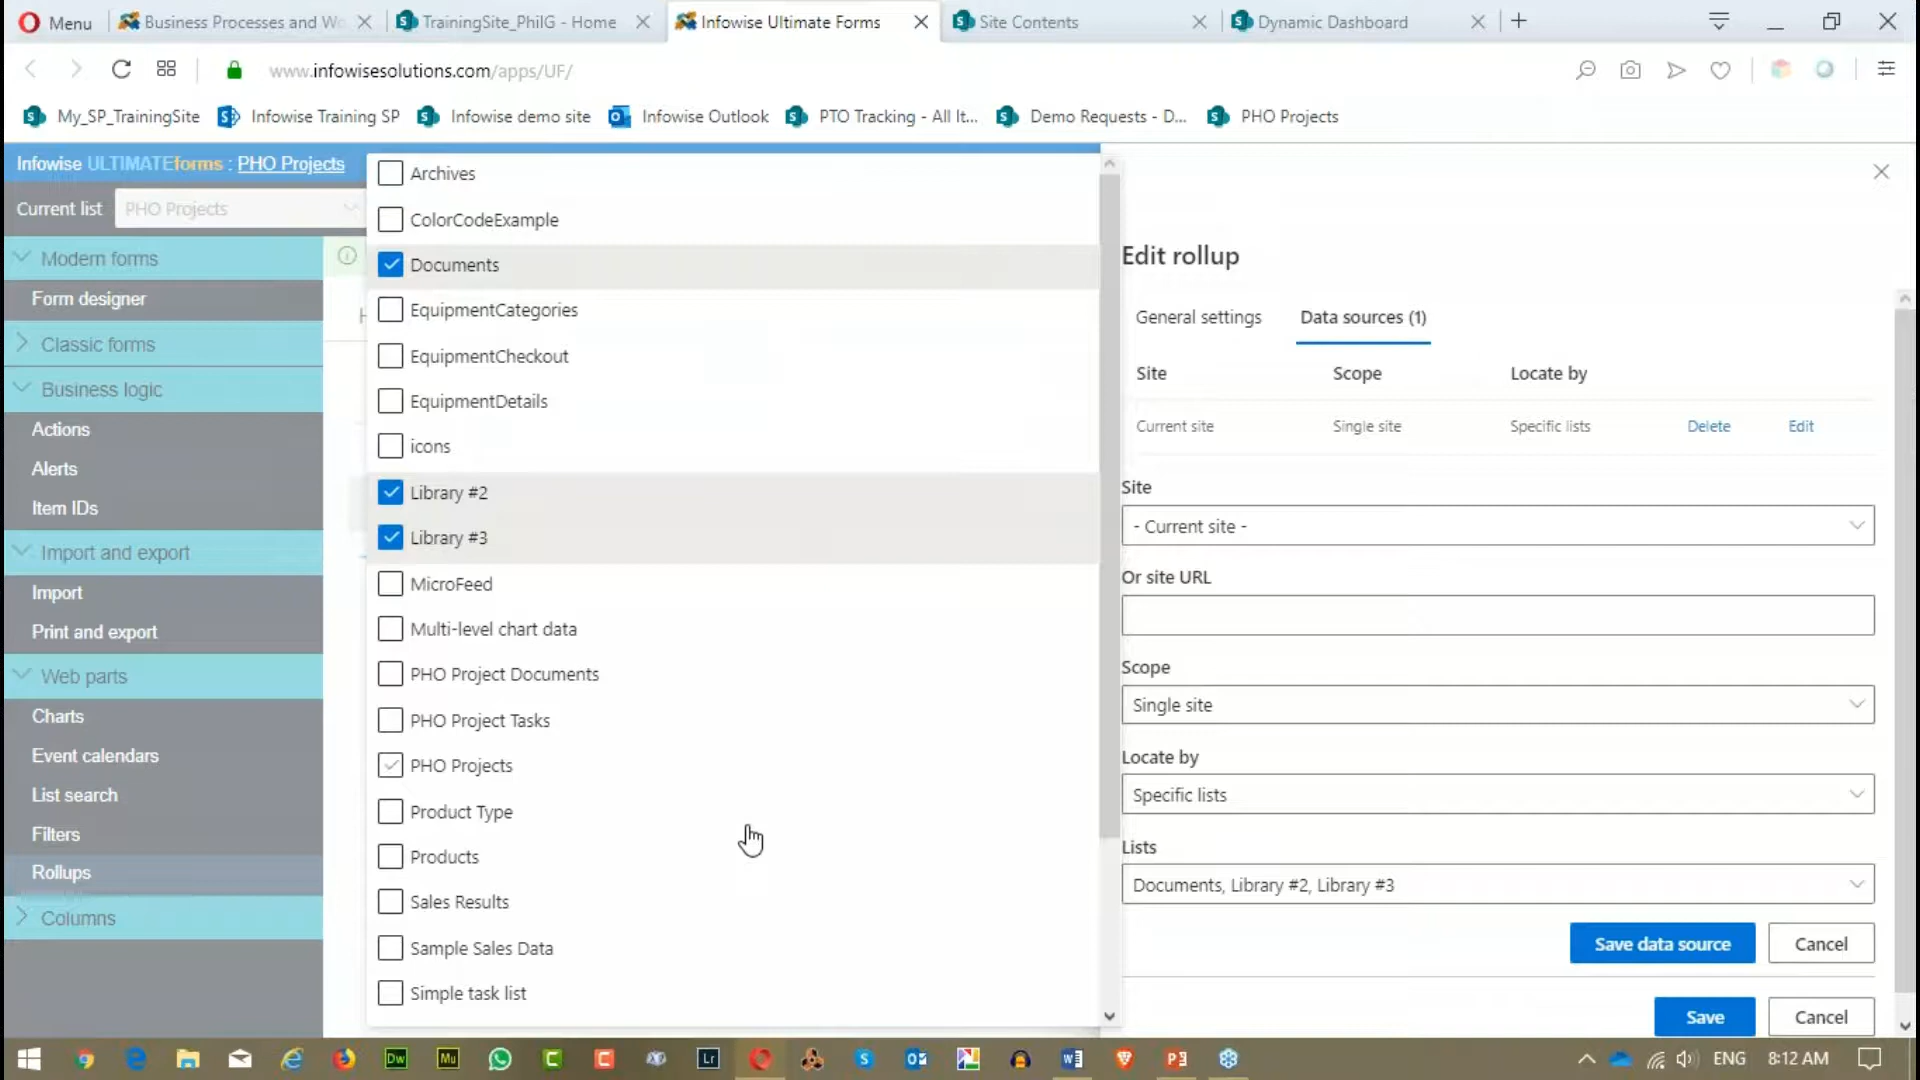 Menu
Business Processes and Wo
TrainingSite_PhilG - Home
Infowise Ultimate Forms
Site Contents
Dynamic Dashboard
www.infowisesolutions.com/apps/UF/
My_SP_TrainingSite
Infowise Training SP
Infowise demo site
Infowise Outlook
PTO Tracking - All It...
Demo Requests - D...
PHO Projects
Infowise ULTIMATEforms : PHO Projects
Current list
PHO Projects
Modern forms
Form designer
Classic forms
Business logic
Actions
Alerts
Item IDs
Import and export
Import
Print and export
Web parts
Charts
Event calendars
List search
Filters
Rollups
Columns
Archives
ColorCodeExample
Documents
EquipmentCategories
EquipmentCheckout
EquipmentDetails
icons
Library #2
Library #3
MicroFeed
Multi-level chart data
PHO Project Documents
PHO Project Tasks
PHO Projects
Product Type
Products
Sales Results
Sample Sales Data
Simple task list
Edit rollup
General settings
Data sources (1)
Site Scope Locate by
Current site Single site Specific lists Delete Edit
Site
- Current site -
Or site URL
Scope
Single site
Locate by
Specific lists
Lists
Documents, Library #2, Library #3
Save data source
Cancel
Save
Cancel
Dw
Mu
Lr
ENG
8:12 AM